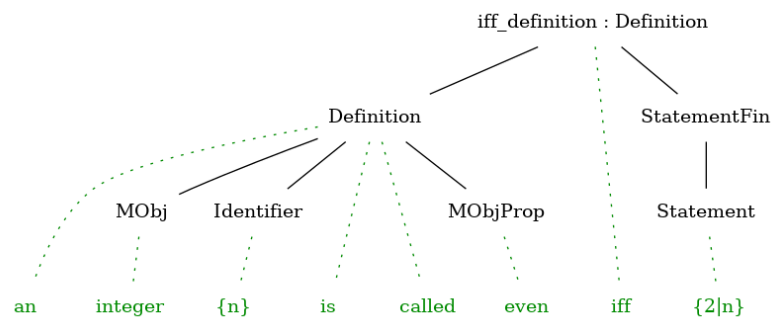 iff_definition : Definition
Definition StatementFin
MObj Identifier MObjProp Statement
an integer {n} is called even iff {2|n}